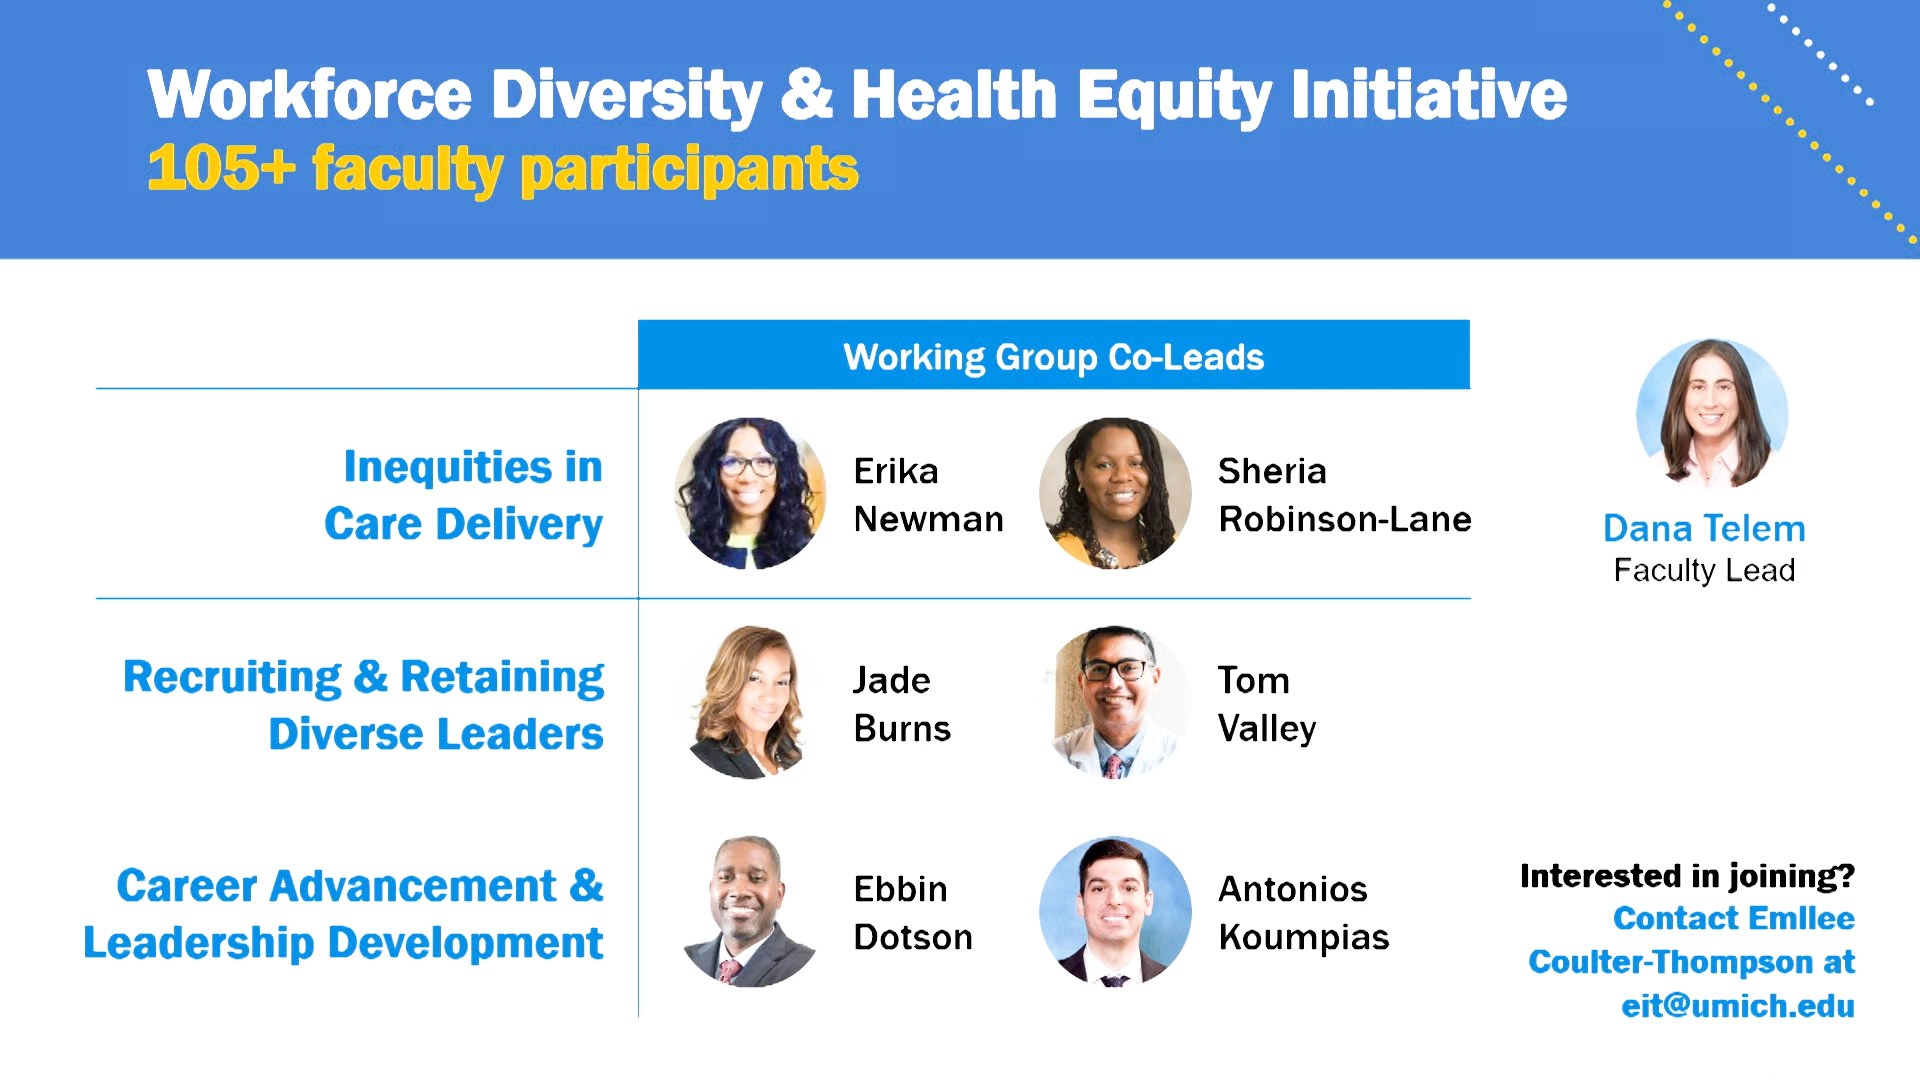 Workforce Diversity & Health Equity Initiative
105+ faculty participants
Working Group Co-Leads
Inequities in
Care Delivery
Erika
Newman
Sheria
Robinson-Lane
Dana Telem
Faculty Lead
Recruiting & Retaining
Diverse Leaders
Jade
Burns
Tom
Valley
Career Advancement &
Leadership Development
Ebbin
Dotson
Antonios
Koumpias
Interested in joining?
Contact Emllee
Coulter-Thompson at
eit@umich.edu